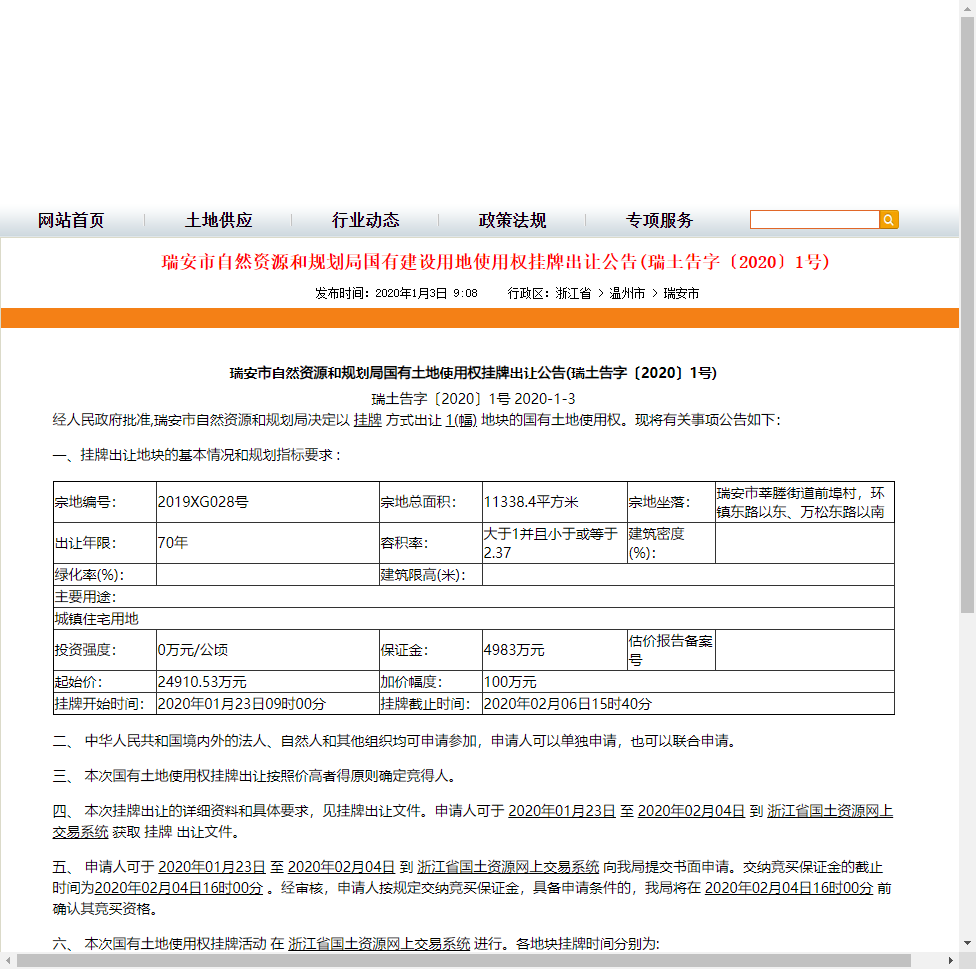 网站首页 土地供应 行业动态 政策法规 专项服务
瑞安市自然资源和规划局国有建设用地使用权挂牌出让公告(瑞土告字〔2020〕1号)
发布时间：2020年1月3日 9:08 行政区：浙江省 > 温州市 > 瑞安市
瑞安市自然资源和规划局国有土地使用权挂牌出让公告(瑞土告字〔2020〕1号)
瑞土告字〔2020〕1号 2020-1-3
经人民政府批准,瑞安市自然资源和规划局决定以 挂牌 方式出让 1(幅) 地块的国有土地使用权。现将有关事项公告如下：
一、挂牌出让地块的基本情况和规划指标要求：
宗地编号： 2019XG028号 宗地总面积： 11338.4平方米 宗地坐落： 瑞安市莘塍街道前埠村，环
镇东路以东、万松东路以南
出让年限： 70年 容积率： 大于1并且小于或等于
2.37 建筑密度
(%)：
绿化率(%)： 建筑限高(米)：
主要用途：
城镇住宅用地
投资强度： 0万元/公顷 保证金： 4983万元 估价报告备案
号
起始价： 24910.53万元 加价幅度： 100万元
挂牌开始时间： 2020年01月23日09时00分 挂牌截止时间： 2020年02月06日15时40分
二、 中华人民共和国境内外的法人、自然人和其他组织均可申请参加，申请人可以单独申请，也可以联合申请。
三、 本次国有土地使用权挂牌出让按照价高者得原则确定竞得人。
四、 本次挂牌出让的详细资料和具体要求，见挂牌出让文件。申请人可于 2020年01月23日 至 2020年02月04日 到 浙江省国土资源网上
交易系统 获取 挂牌 出让文件。
五、 申请人可于 2020年01月23日 至 2020年02月04日 到 浙江省国土资源网上交易系统 向我局提交书面申请。交纳竞买保证金的截止
时间为2020年02月04日16时00分 。经审核，申请人按规定交纳竞买保证金，具备申请条件的，我局将在 2020年02月04日16时00分 前
确认其竞买资格。
六、 本次国有土地使用权挂牌活动 在 浙江省国土资源网上交易系统 进行。各地块挂牌时间分别为: